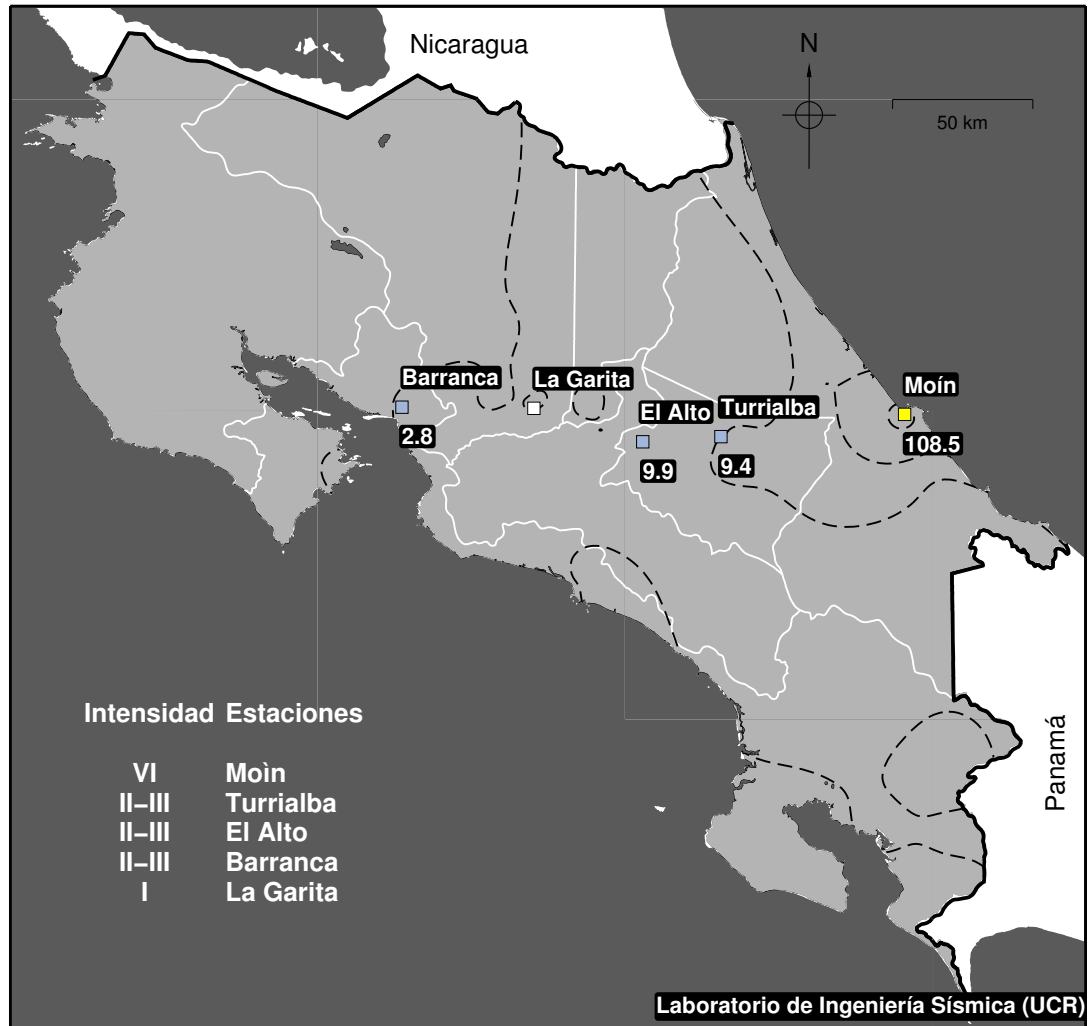 Nicaragua
N
50 km
Barranca
La Garita
Moín
El Alto
Turrialba
2.8
108.5
9.9
9.4
Intensidad Estaciones
VI Moìn
II–III Turrialba
II–III El Alto
II–III Barranca
I La Garita
Panamá
Laboratorio de Ingeniería Sísmica (UCR)